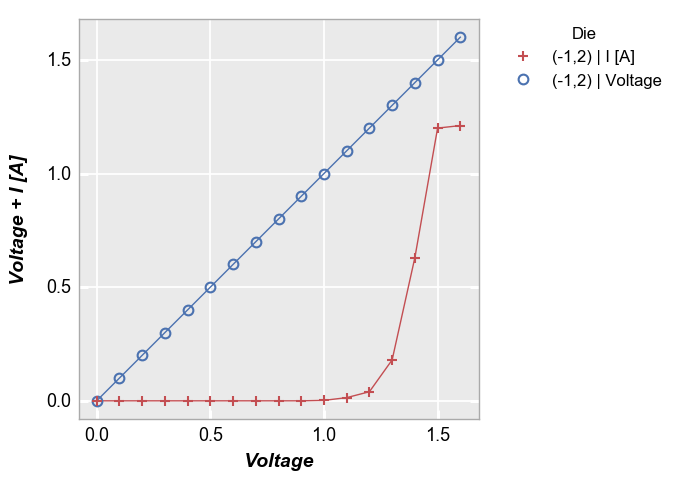 Die
(-1,2) | I [A]
(-1,2) | Voltage
Voltage + I [A]
1.5
1.0
0.5
0.0
0.0 0.5 1.0 1.5
Voltage